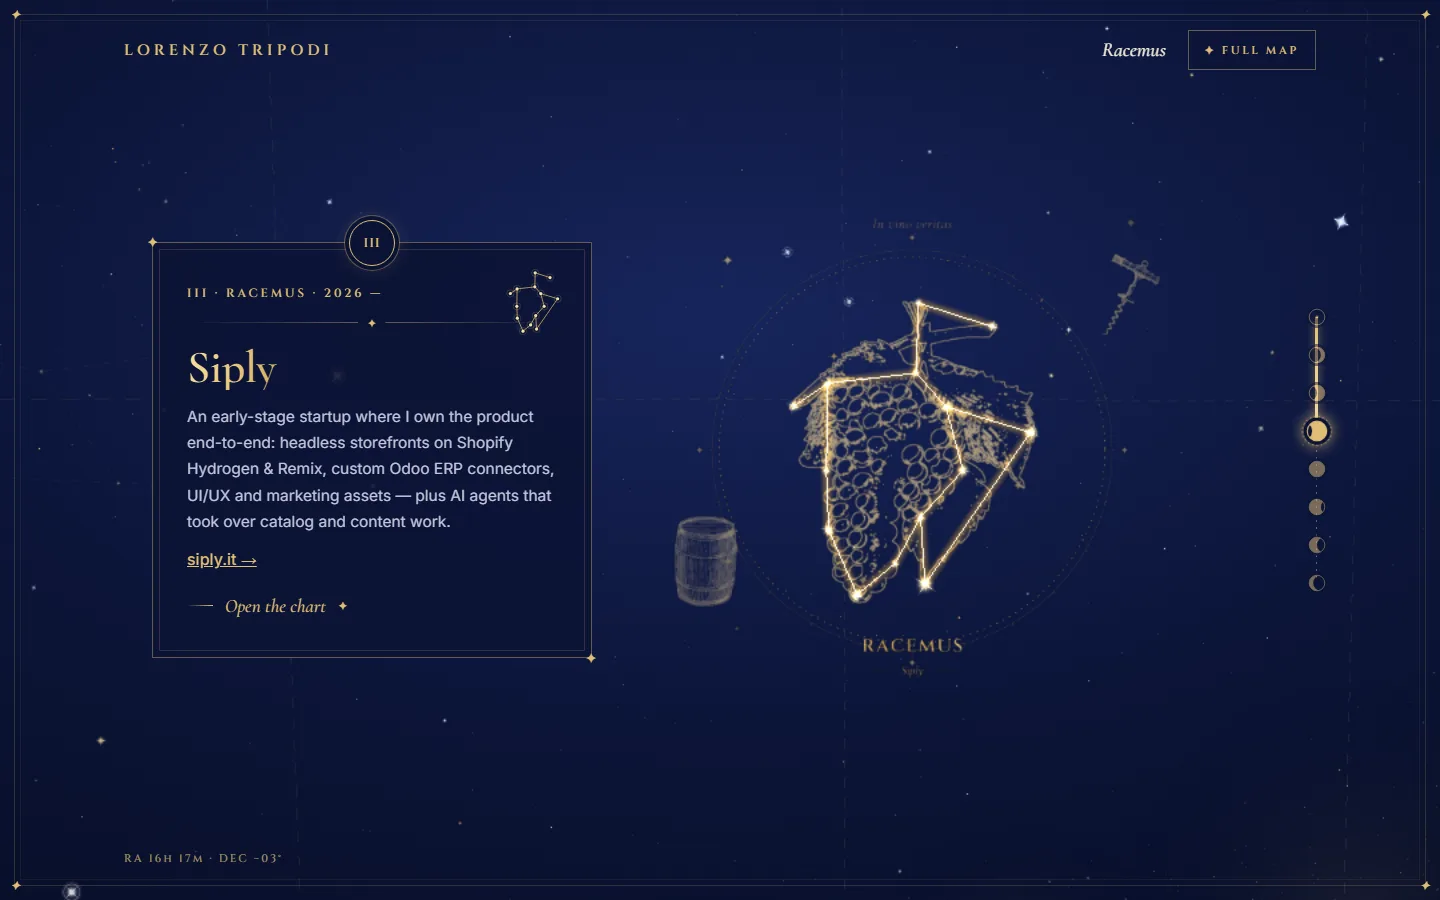 LORENZO TRIPODI
Racemus
✦ FULL MAP
III
III · RACEMUS · 2026 —
Siply
An early-stage startup where I own the product
end-to-end: headless storefronts on Shopify
Hydrogen & Remix, custom Odoo ERP connectors,
UI/UX and marketing assets — plus AI agents that
took over catalog and content work.
siply.it →
Open the chart ✦
In vino veritas
RACEMUS
Siply
RA 16H 17M · DEC −03°